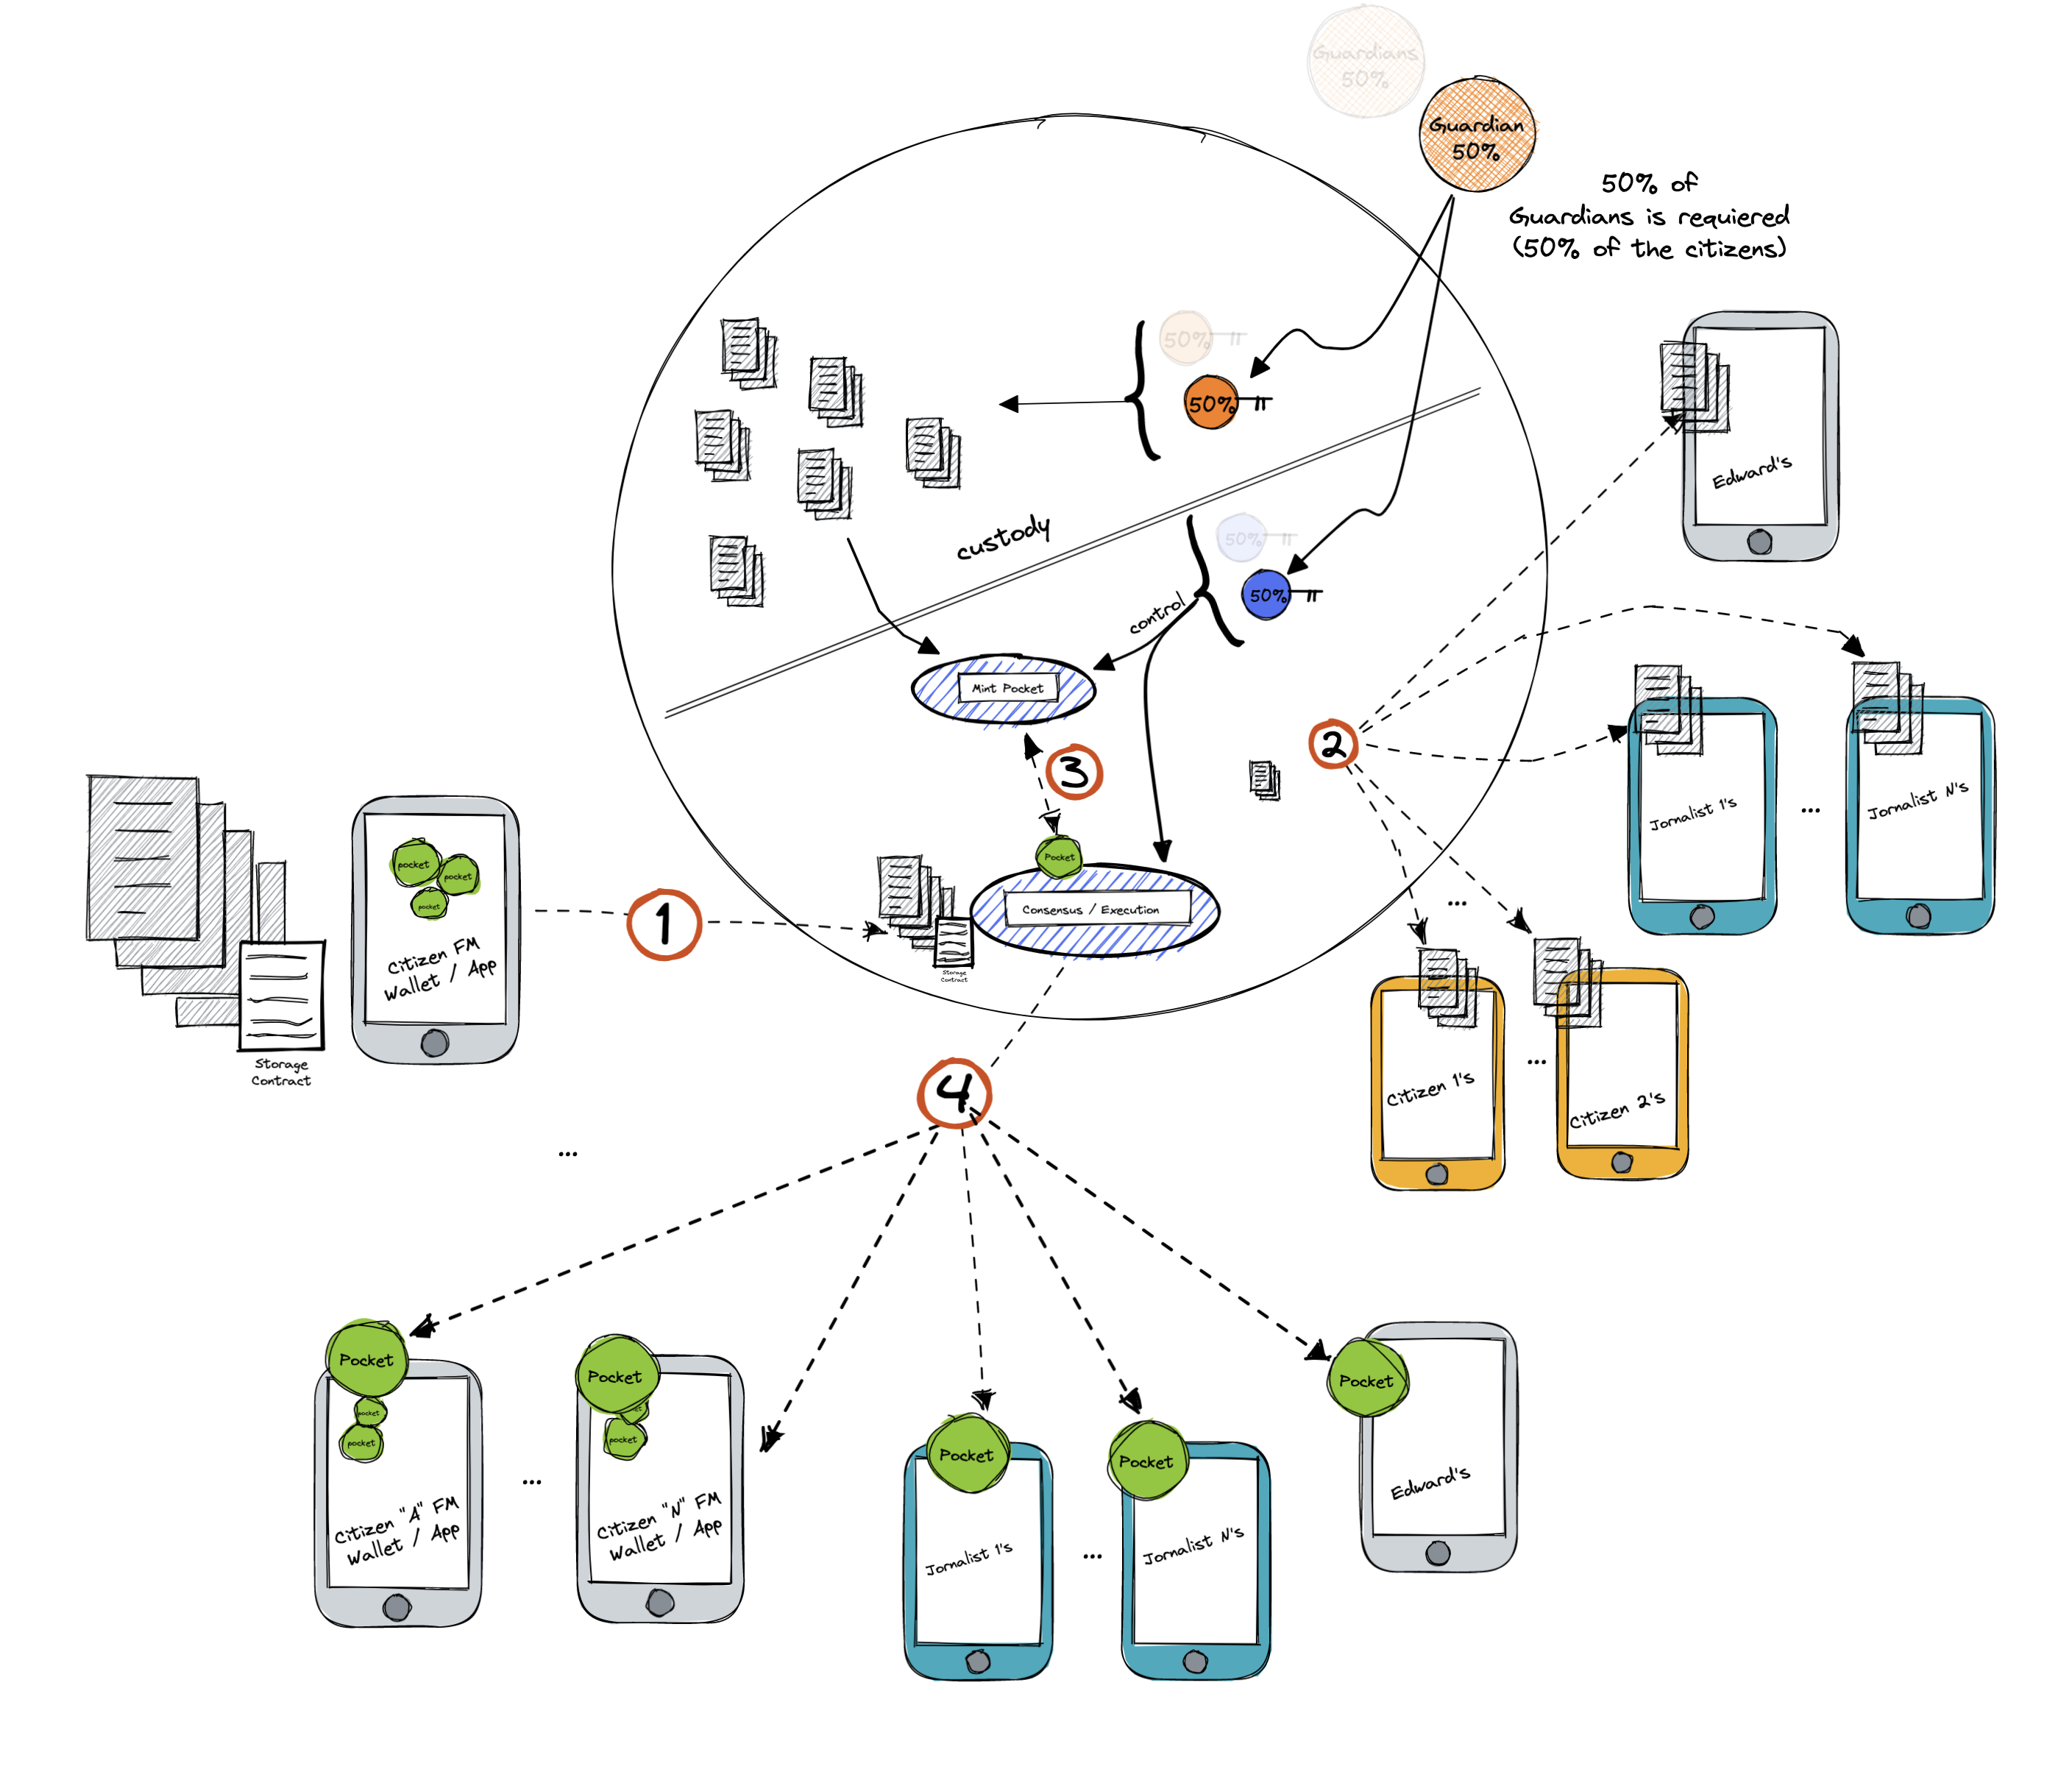 Guardians
50%
Guardian
50%
50% of
Guardians is requiered
(50% of the citizens)
50%
50%
custody
50%
50%
control
Edward's
Mint Pocket
3
2
Jornalist 1's
...
Jornalist N's
pocket
pocket
pocket
Citizen FM
Wallet / App
Storage
Contract
1
Pocket
Consensus / Execution
Storage
Contract
...
Citizen 1's
...
Citizen 2's
4
...
Pocket
pocket
pocket
Citizen "A" FM
Wallet / App
...
Pocket
pocket
Citizen "N" FM
Wallet / App
Pocket
Jornalist 1's
...
Pocket
Jornalist N's
Pocket
Edward's